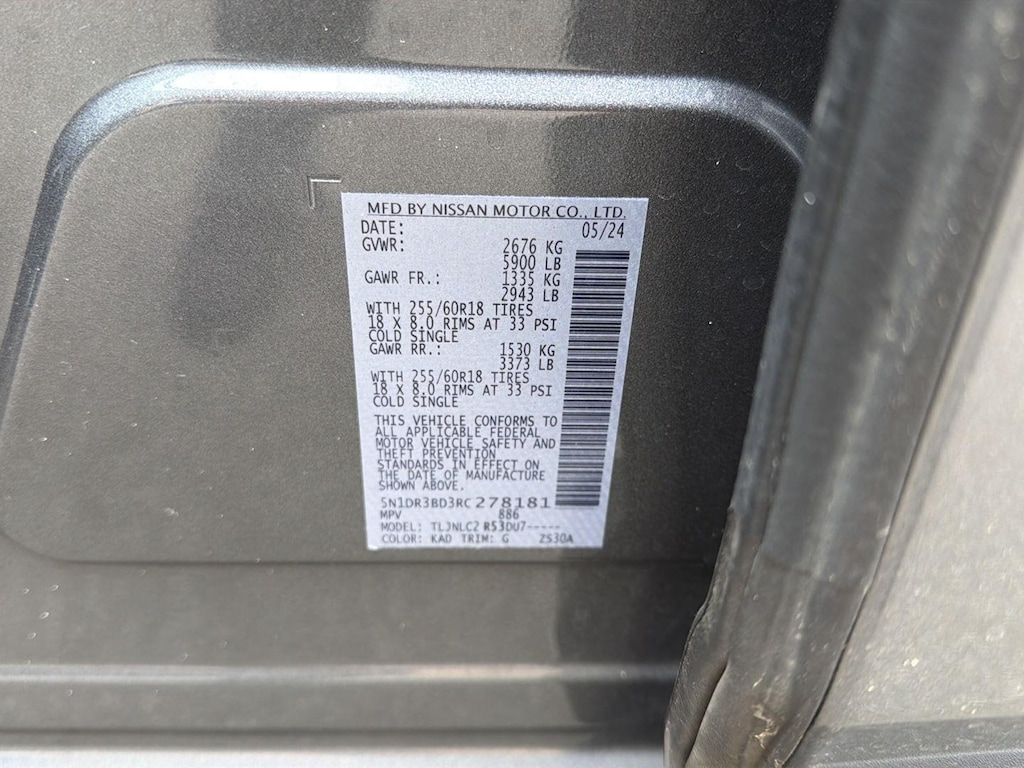 MFD BY NISSAN MOTOR CO., LTD.
DATE: 05/24
GVWR: 2676 KG
5900 LB
GAWR FR.: 1335 KG
2943 LB
WITH 255/60R18 TIRES
18 X 8.0 RIMS AT 33 PSI
COLD SINGLE
GAWR RR.: 1530 KG
3373 LB
WITH 255/60R18 TIRES
18 X 8.0 RIMS AT 33 PSI
COLD SINGLE
THIS VEHICLE CONFORMS TO
ALL APPLICABLE FEDERAL
MOTOR VEHICLE SAFETY AND
THEFT PREVENTION
STANDARDS IN EFFECT ON
THE DATE OF MANUFACTURE
SHOWN ABOVE.
5N1DR3BD3RC278181
MPV 886
MODEL: TLJNLC2 R53DU7-----
COLOR: KAD TRIM: G ZS30A